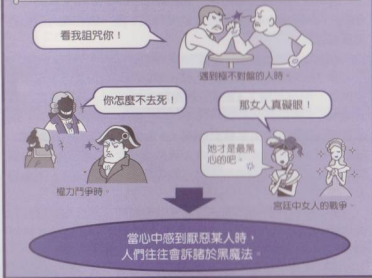 看我詛咒你！
遇到極不對盤的人時。
你怎麼不去死！
那女人真礙眼！
她才是最黑
心的吧。
權力鬥爭時。
宮廷中女人的戰爭。
當心中感到厭惡某人時，
人們往往會訴諸於黑魔法。